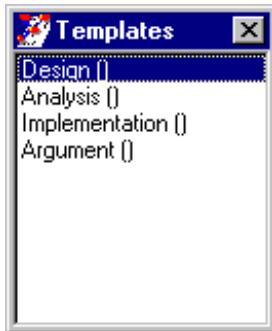 Templates
Design ()
Analysis ()
Implementation ()
Argument ()